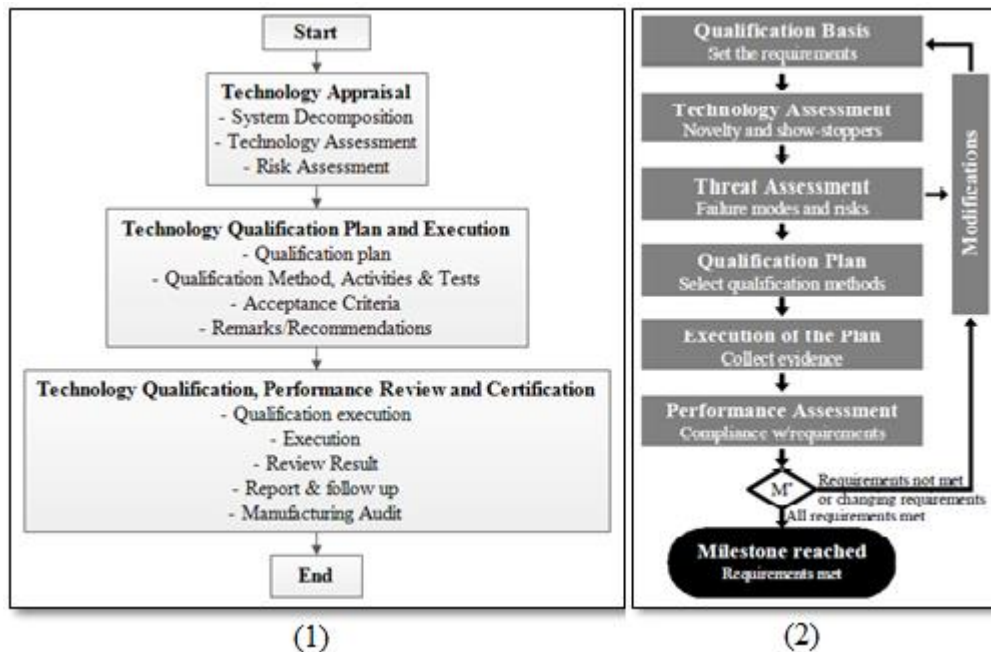 Start
Technology Appraisal
- System Decomposition
- Technology Assessment
- Risk Assessment
Technology Qualification Plan and Execution
- Qualification plan
- Qualification Method, Activities & Tests
- Acceptance Criteria
- Remarks/Recommendations
Technology Qualification, Performance Review and Certification
- Qualification execution
- Execution
- Review Result
- Report & follow up
- Manufacturing Audit
End
(1)
Qualification Basis
Set the requirements
Technology Assessment
Novelty and show-stoppers
Threat Assessment
Failure modes and risks
Qualification Plan
Select qualification methods
Execution of the Plan
Collect evidence
Performance Assessment
Compliance w/requirements
Modifications
Requirements not met
or changing requirements
All requirements met
Milestone reached
Requirements met
(2)